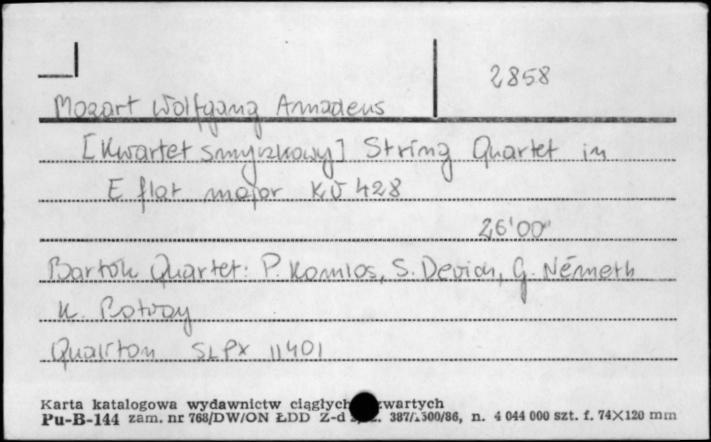 2858
Mozart Wolfgang Amadeus
[Kwartet smyczkowy] String Quartet in
E flat major KV 428
26'00"
Bartók Quartet: P. Komlos, S. Devich, G. Németh
K. Botvay
Qualiton SLPX 11401
Karta katalogowa wydawnictw ciągłych zwartych
Pu-B-144 zam. nr 768/DW/ON ŁDD Z-d 387/ 500/86, n. 4 044 000 szt. f. 74×120 mm